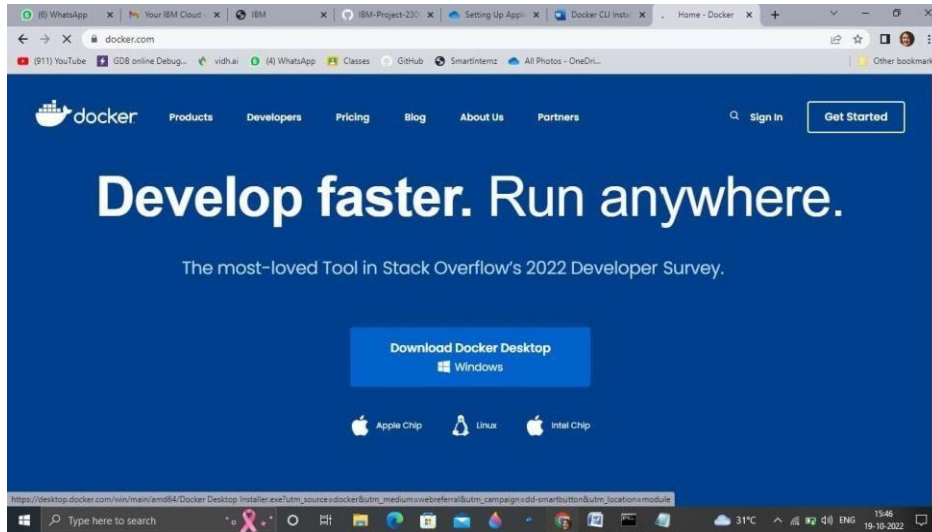 (6) WhatsApp
Your IBM Cloud
IBM
IBM-Project-230
Setting Up Appli
Docker CLI Instal
Home - Docker
docker.com
(911) YouTube
GDB online Debug...
vidh.ai
(4) WhatsApp
Classes
GitHub
SmartInternz
All Photos - OneDri...
Other bookmark
docker
Products
Developers
Pricing
Blog
About Us
Partners
Sign In
Get Started
Develop faster. Run anywhere.
The most-loved Tool in Stack Overflow's 2022 Developer Survey.
Download Docker Desktop
Windows
Apple Chip
Linux
Intel Chip
https://desktop.docker.com/win/main/amd64/Docker Desktop Installer.exe?utm_source=docker&utm_medium=webreferral&utm_campaign=dd-smartbutton&utm_location=module
Type here to search
31°C
ENG
15:46
19-10-2022